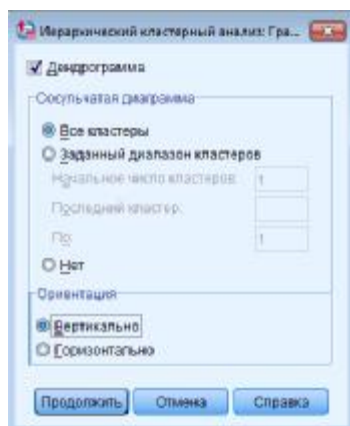 Иерархический кластерный анализ: Гра...
Дендрограмма
Сосульчатая диаграмма
Все кластеры
Заданный диапазон кластеров
Начальное число кластеров: 1
Последний кластер:
По: 1
Нет
Ориентация
Вертикально
Горизонтально
Продолжить Отмена Справка